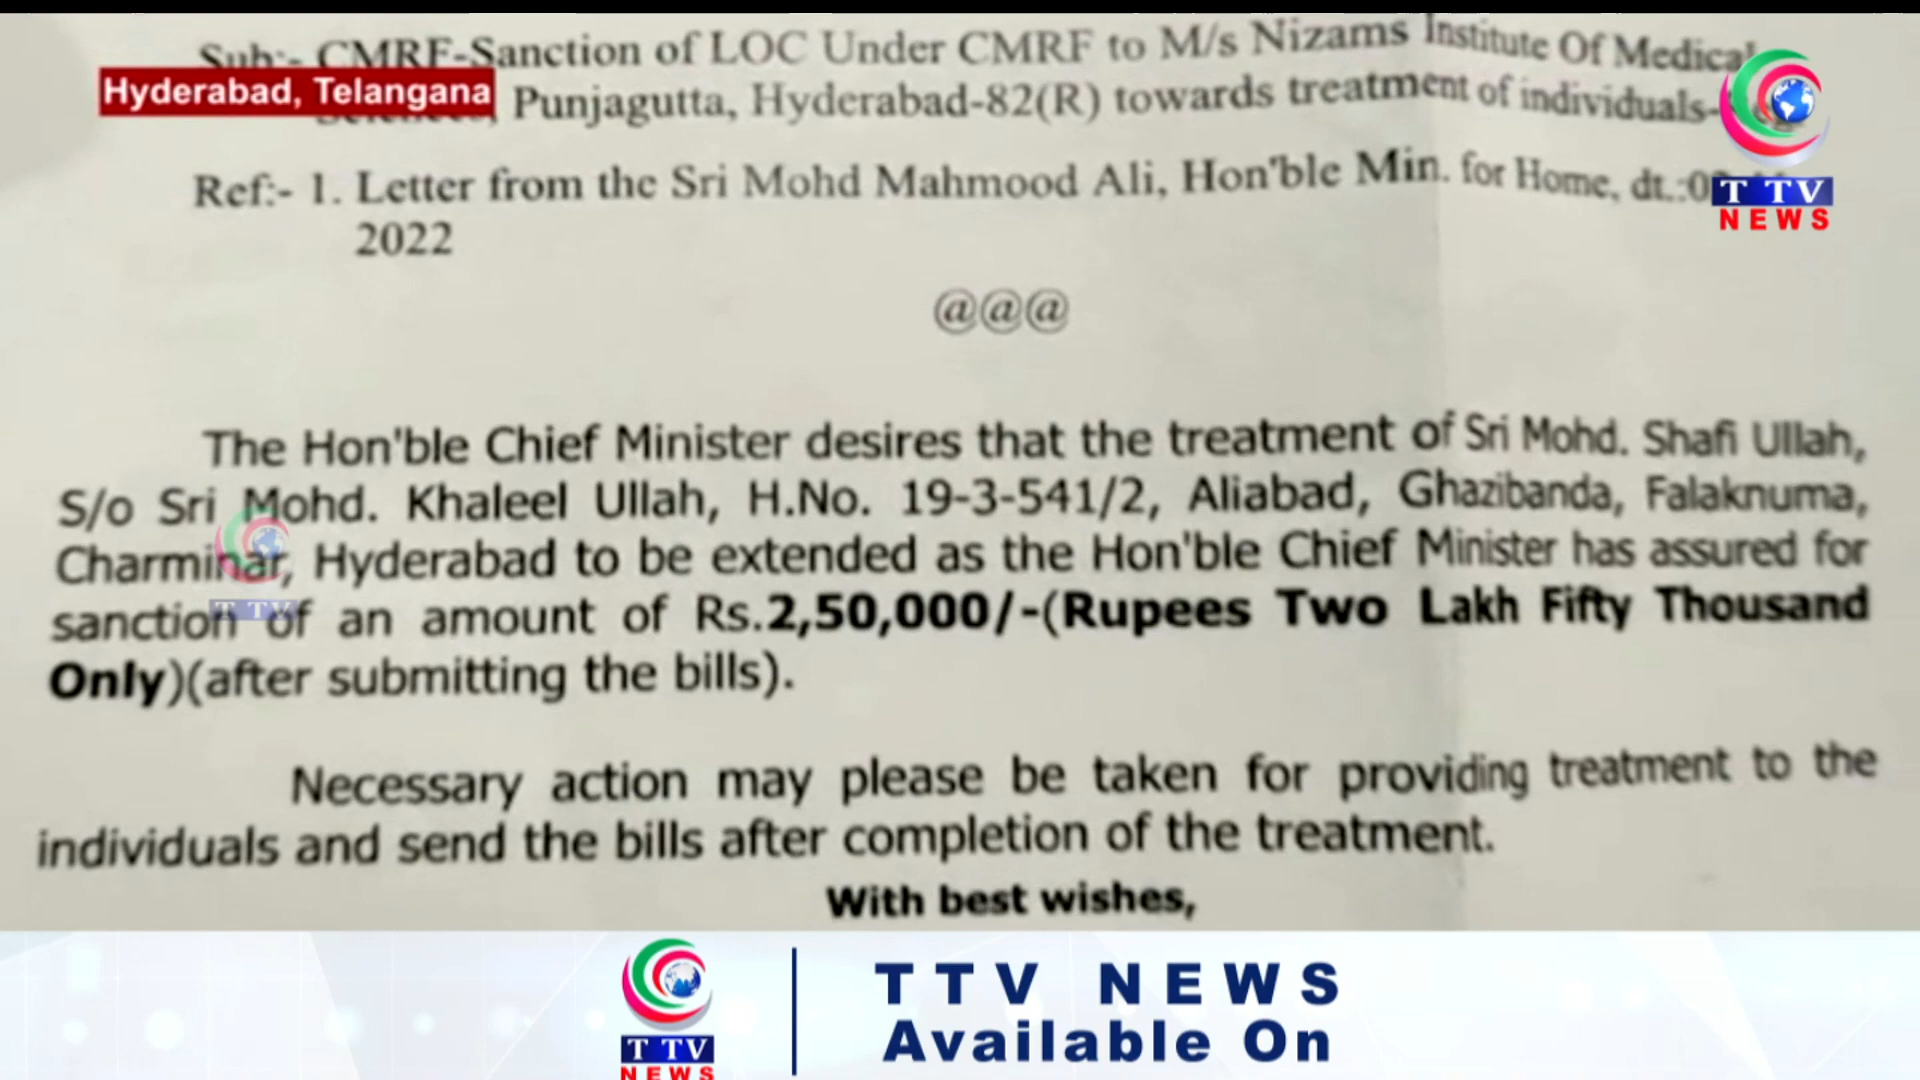 Sub:- CMRF-Sanction of LOC Under CMRF to M/s Nizams Institute Of Medical
Hyderabad, Telangana
Sciences, Punjagutta, Hyderabad-82(R) towards treatment of individuals-
Ref:- 1. Letter from the Sri Mohd Mahmood Ali, Hon'ble Min. for Home, dt.:
2022
T TV
NEWS
@@@
The Hon'ble Chief Minister desires that the treatment of Sri Mohd. Shafi Ullah,
S/o Sri Mohd. Khaleel Ullah, H.No. 19-3-541/2, Aliabad, Ghazibanda, Falaknuma,
Charminar, Hyderabad to be extended as the Hon'ble Chief Minister has assured for
sanction of an amount of Rs.2,50,000/-(Rupees Two Lakh Fifty Thousand
T TV
Only)(after submitting the bills).
Necessary action may please be taken for providing treatment to the
individuals and send the bills after completion of the treatment.
With best wishes,
T TV
NEWS
TTV NEWS
Available On